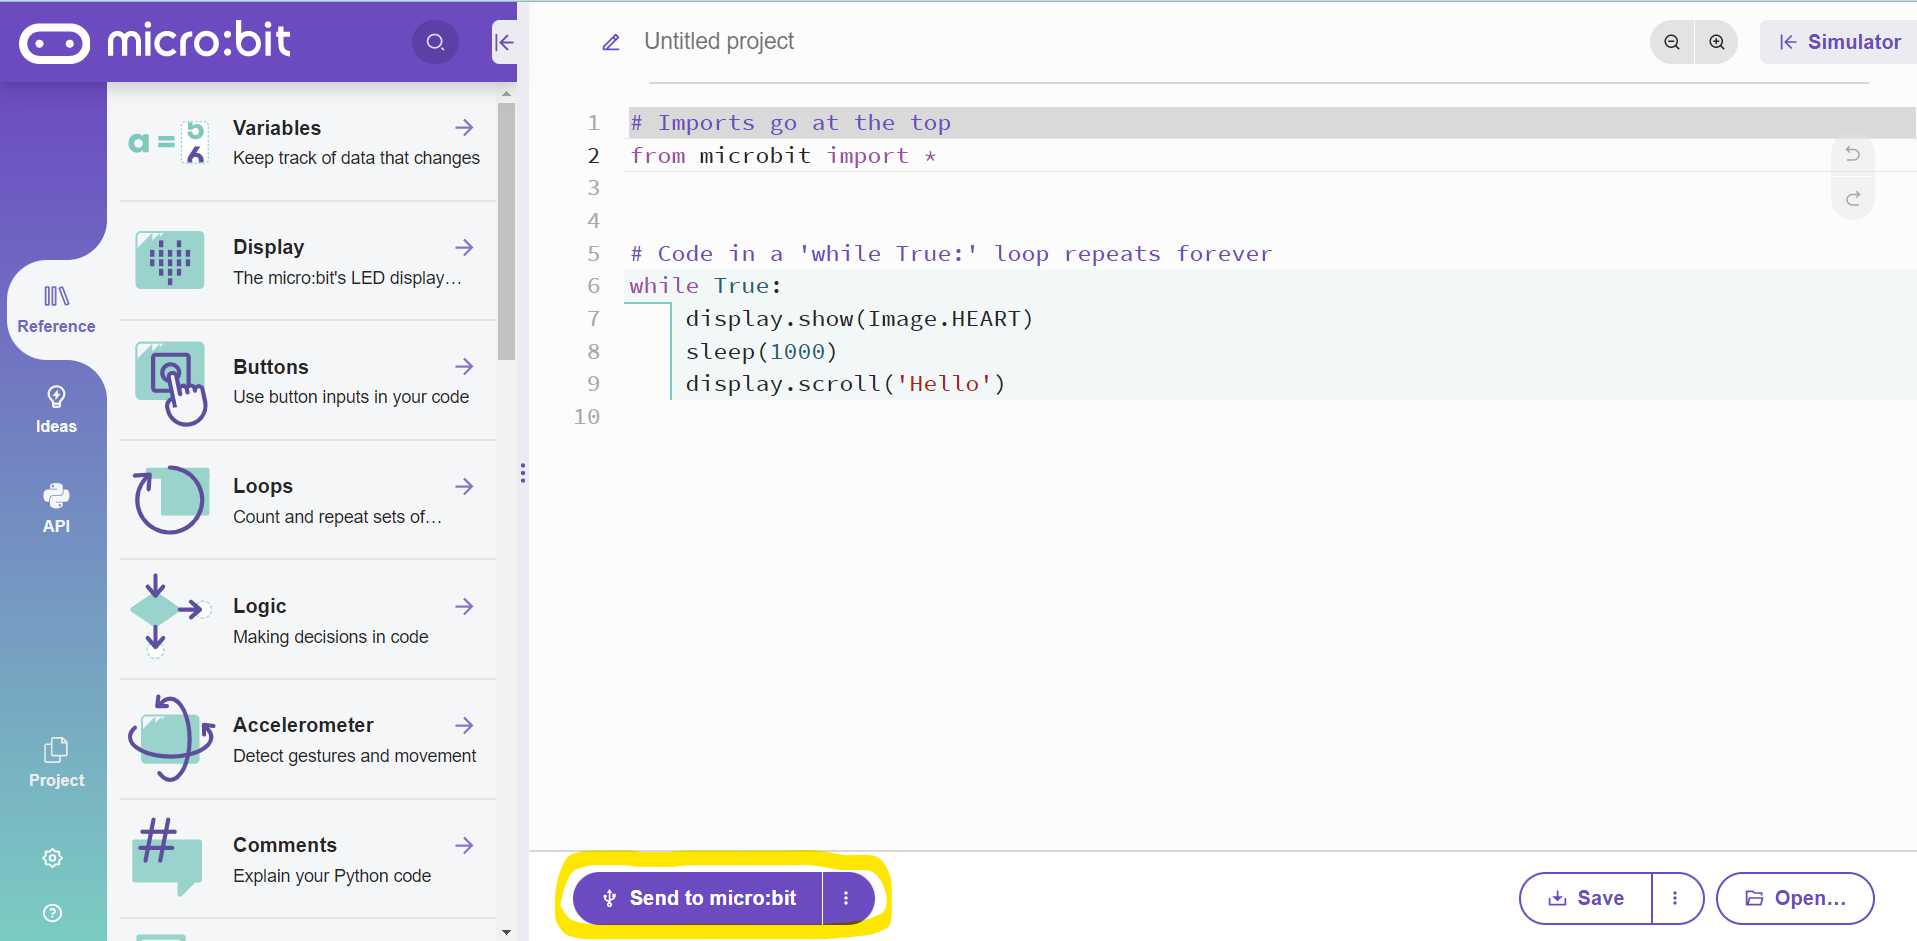 micro:bit
Reference
Ideas
API
Project
a = 5 6
Variables
Keep track of data that changes
Display
The micro:bit's LED display…
Buttons
Use button inputs in your code
Loops
Count and repeat sets of…
Logic
Making decisions in code
Accelerometer
Detect gestures and movement
#
Comments
Explain your Python code
Untitled project
Simulator
1 # Imports go at the top
2 from microbit import *
3
4
5 # Code in a 'while True:' loop repeats forever
6 while True:
7 display.show(Image.HEART)
8 sleep(1000)
9 display.scroll('Hello')
10
Send to micro:bit
Save
Open…